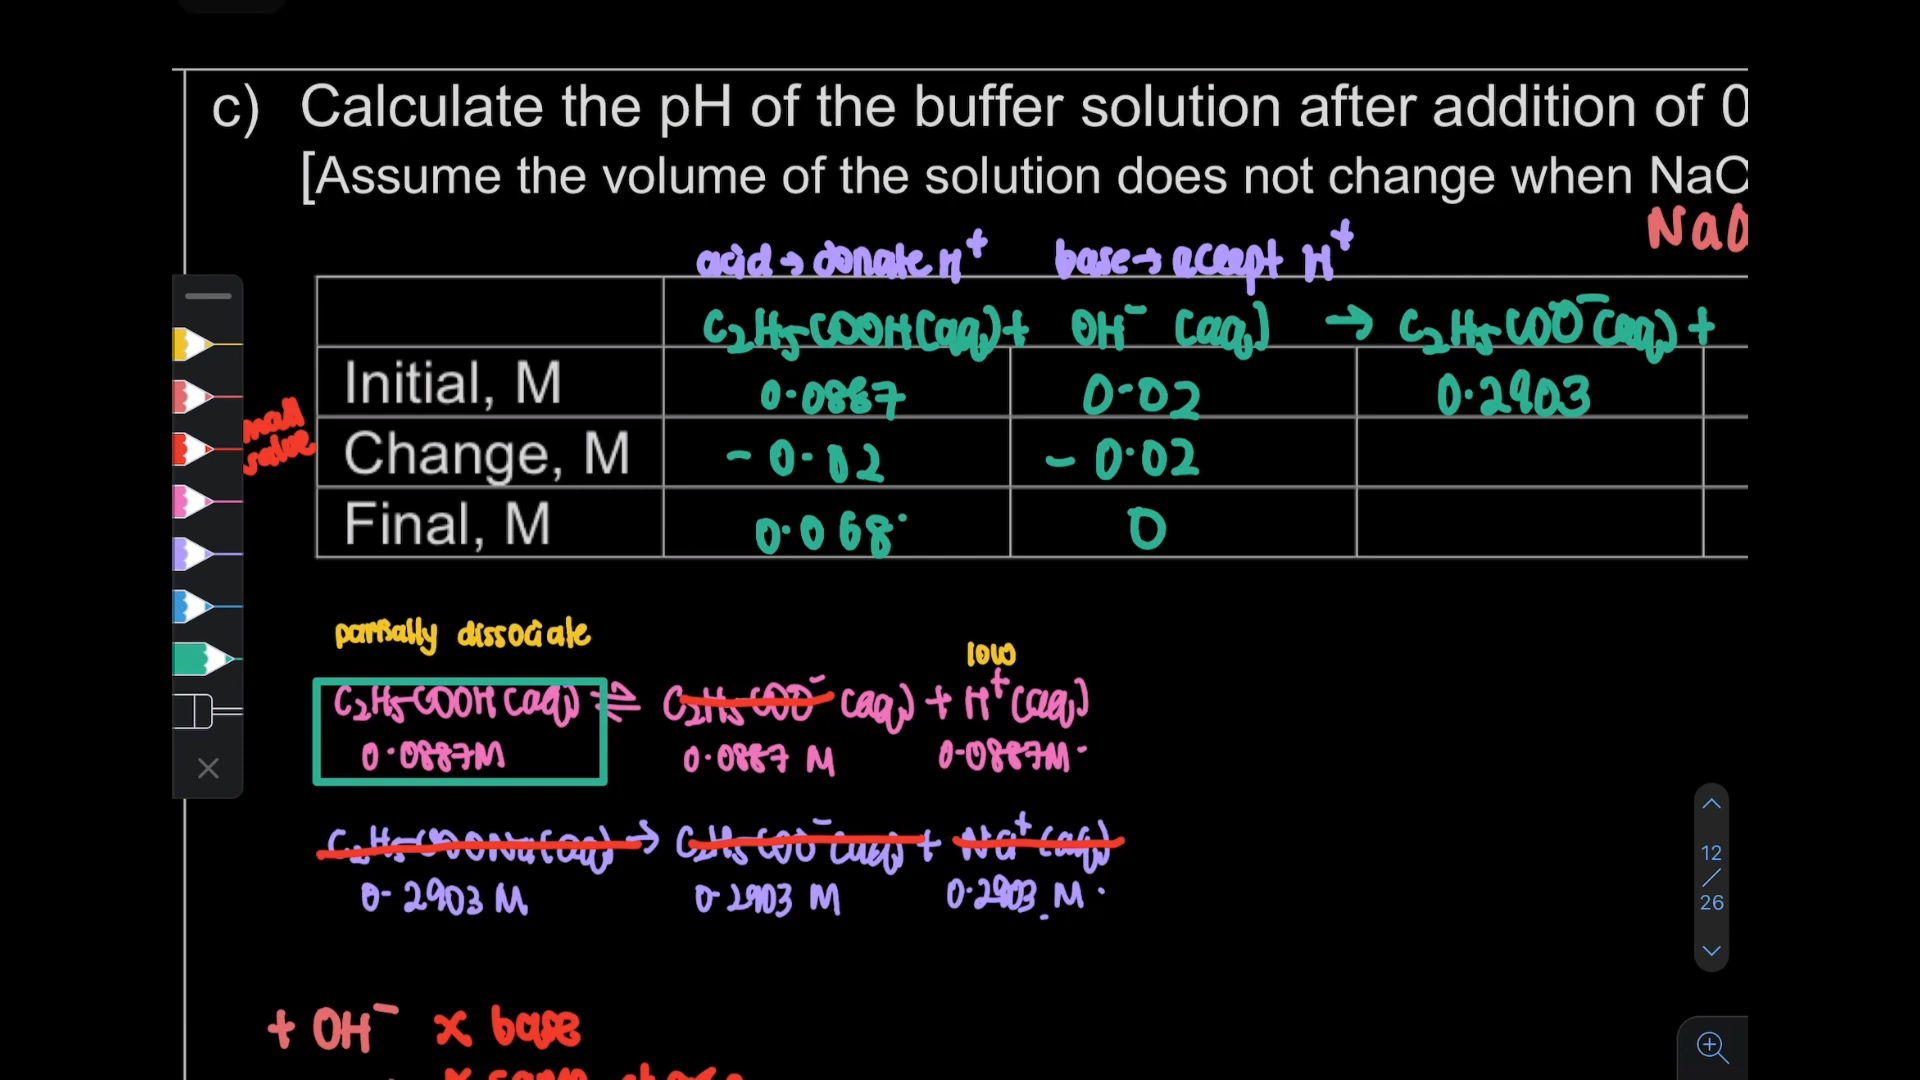 c) Calculate the pH of the buffer solution after addition of 0
[Assume the volume of the solution does not change when NaO
NaO
acid → donate H⁺ base → accept H⁺
C₂H₅COOH(aq) + OH⁻ (aq) → C₂H₅COO⁻(aq) +
Initial, M 0.0887 0.02 0.2903
value
Change, M - 0.02 - 0.02
Final, M 0.068 0
partially dissociate
low
C₂H₅COOH(aq) ⇌ C₂H₅COO⁻ (aq) + H⁺(aq)
0.0887M 0.0887 M 0.0887M
C₂H₅COONa(aq) → C₂H₅COO⁻(aq) + Na⁺(aq)
0.2903 M 0.2903 M 0.2903 M
12
26
+ OH⁻ x base